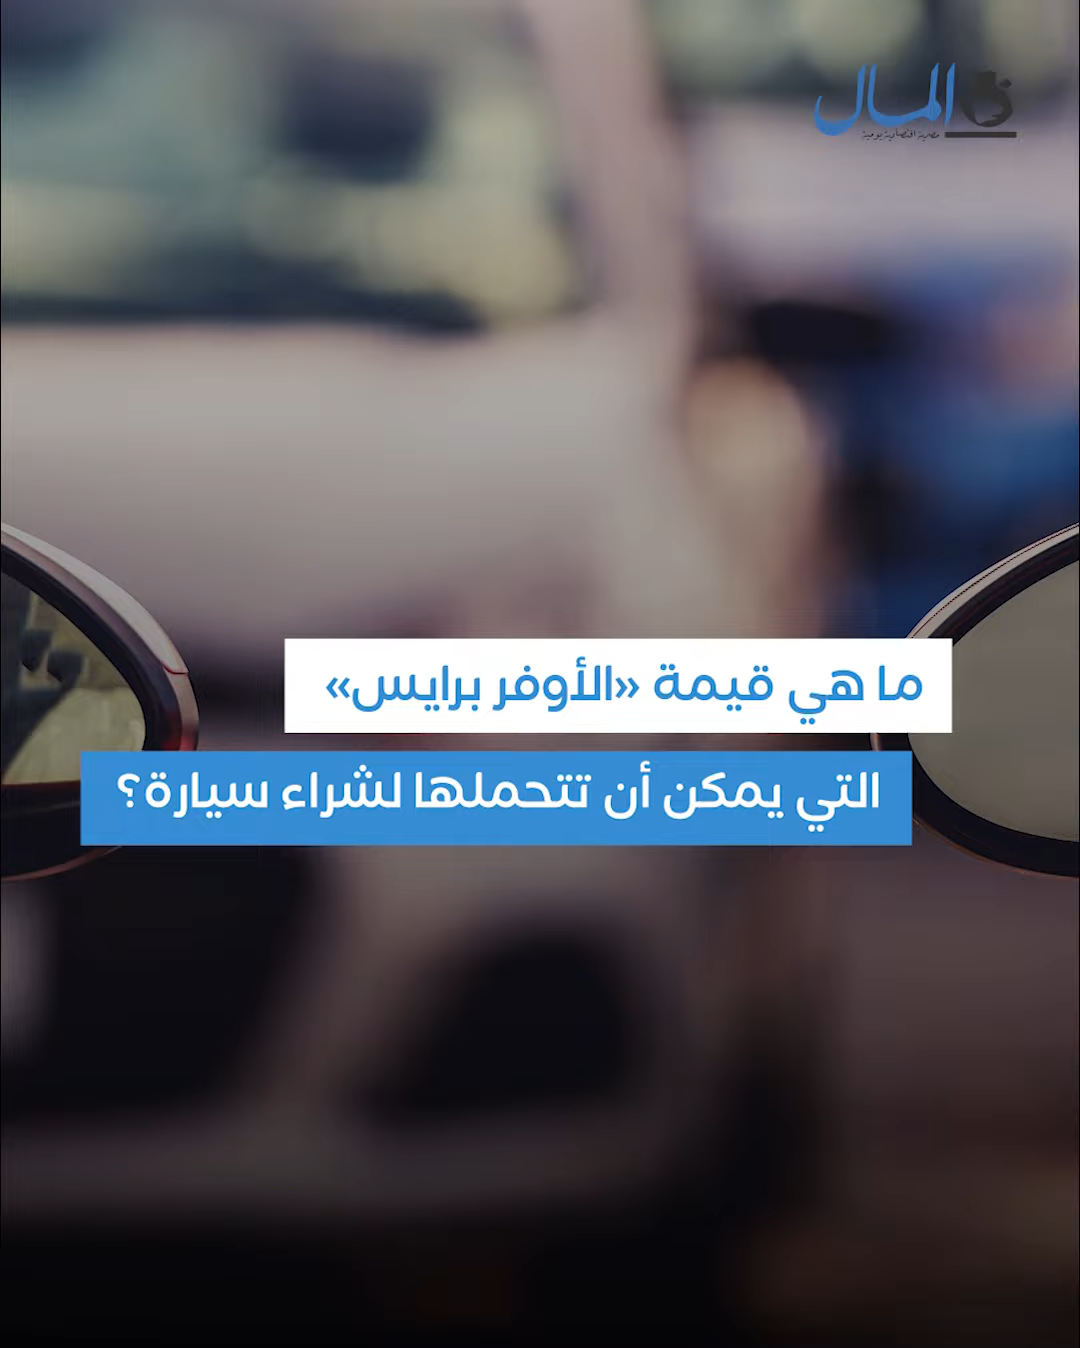 المال
ما هي قيمة «الأوفر برايس»
التي يمكن أن تتحملها لشراء سيارة؟